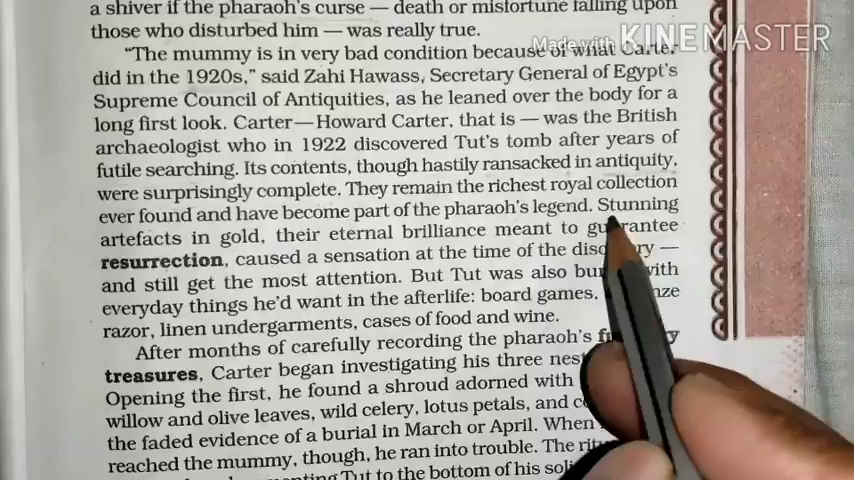 a shiver if the pharaoh's curse — death or misfortune falling upon
those who disturbed him — was really true.
Made with KINEMASTER
"The mummy is in very bad condition because of what Carter
did in the 1920s," said Zahi Hawass, Secretary General of Egypt's
Supreme Council of Antiquities, as he leaned over the body for a
long first look. Carter—Howard Carter, that is — was the British
archaeologist who in 1922 discovered Tut's tomb after years of
futile searching. Its contents, though hastily ransacked in antiquity,
were surprisingly complete. They remain the richest royal collection
ever found and have become part of the pharaoh's legend. Stunning
artefacts in gold, their eternal brilliance meant to guarantee
resurrection, caused a sensation at the time of the discovery —
and still get the most attention. But Tut was also with
everyday things he'd want in the afterlife: board games,
razor, linen undergarments, cases of food and wine.
After months of carefully recording the pharaoh's
treasures, Carter began investigating his three
Opening the first, he found a shroud adorned with
willow and olive leaves, wild celery, lotus petals, and
the faded evidence of a burial in March or April. When
reached the mummy, though, he ran into trouble. The
Tut to the bottom of his